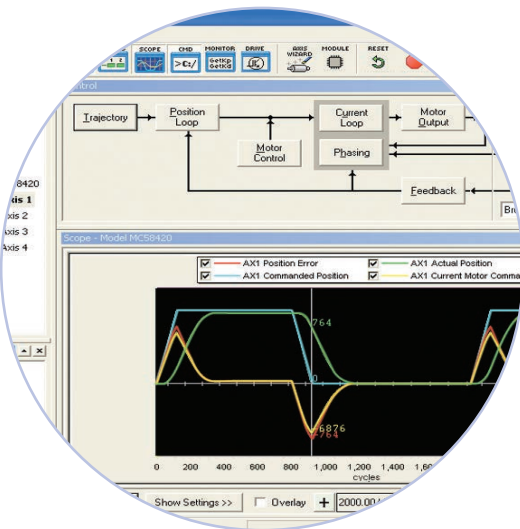 SCOPE CMD MONITOR DRIVE AXIS WIZARD MODULE RESET
>C:/ GetKp GetKd
Trajectory
Position Loop
Motor Control
Current Loop
Phasing
Motor Output
Feedback
8420
xis 1
xis 2
xis 3
Axis 4
Scope - Model MC58420
AX1 Position Error
AX1 Actual Position
AX1 Commanded Position
AX1 Current Motor Comma
764
0
-6876
-764
0 200 400 600 800 1,000 1,200 1,400 1,60
cycles
Show Settings >>
Overlay
+
2000.00